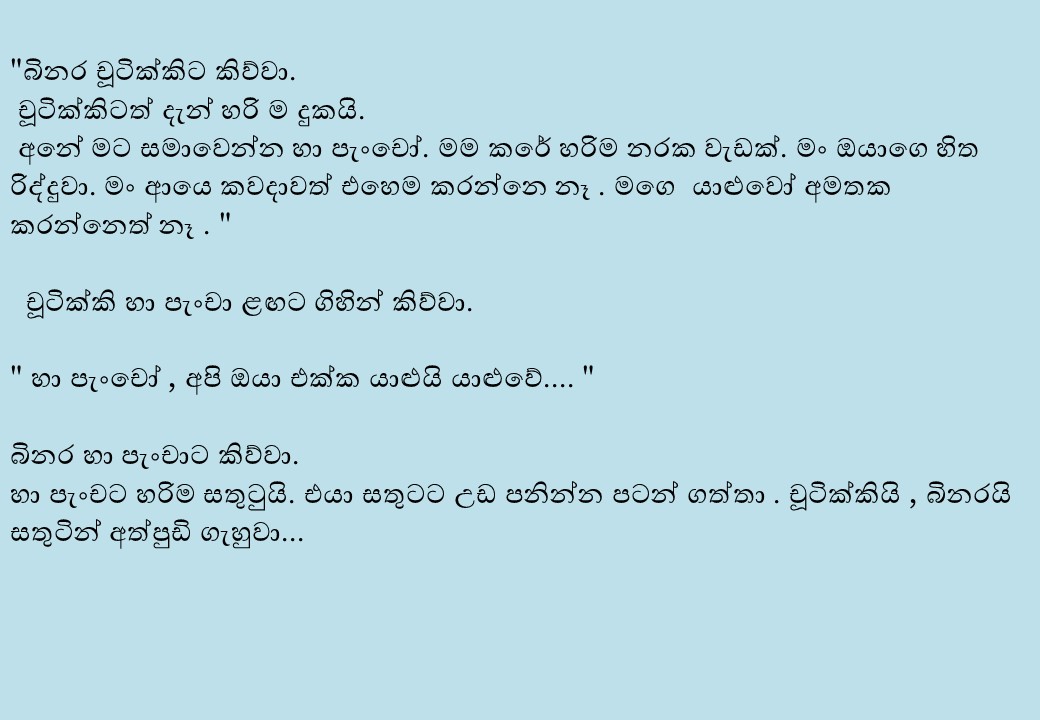 "බිනර චූටික්කිට කිව්වා.
චූටික්කිටත් දැන් හරි ම දුකයි.
අනේ මට සමාවෙන්න හා පැංචෝ. මම කරේ හරිම නරක වැඩක්. මං ඔයාගෙ හිත
රිද්දුවා. මං ආයෙ කවදාවත් එහෙම කරන්නෙ නෑ . මගෙ යාළුවෝ අමතක
කරන්නෙත් නෑ . "
චූටික්කි හා පැංචා ළඟට ගිහින් කිව්වා.
" හා පැංචෝ , අපි ඔයා එක්ක යාළුයි යාළුවේ.... "
බිනර හා පැංචාට කිව්වා.
හා පැංචට හරිම සතුටුයි. එයා සතුටට උඩ පනින්න පටන් ගත්තා . චූටික්කියි , බිනරයි
සතුටින් අත්පුඩි ගැහුවා...